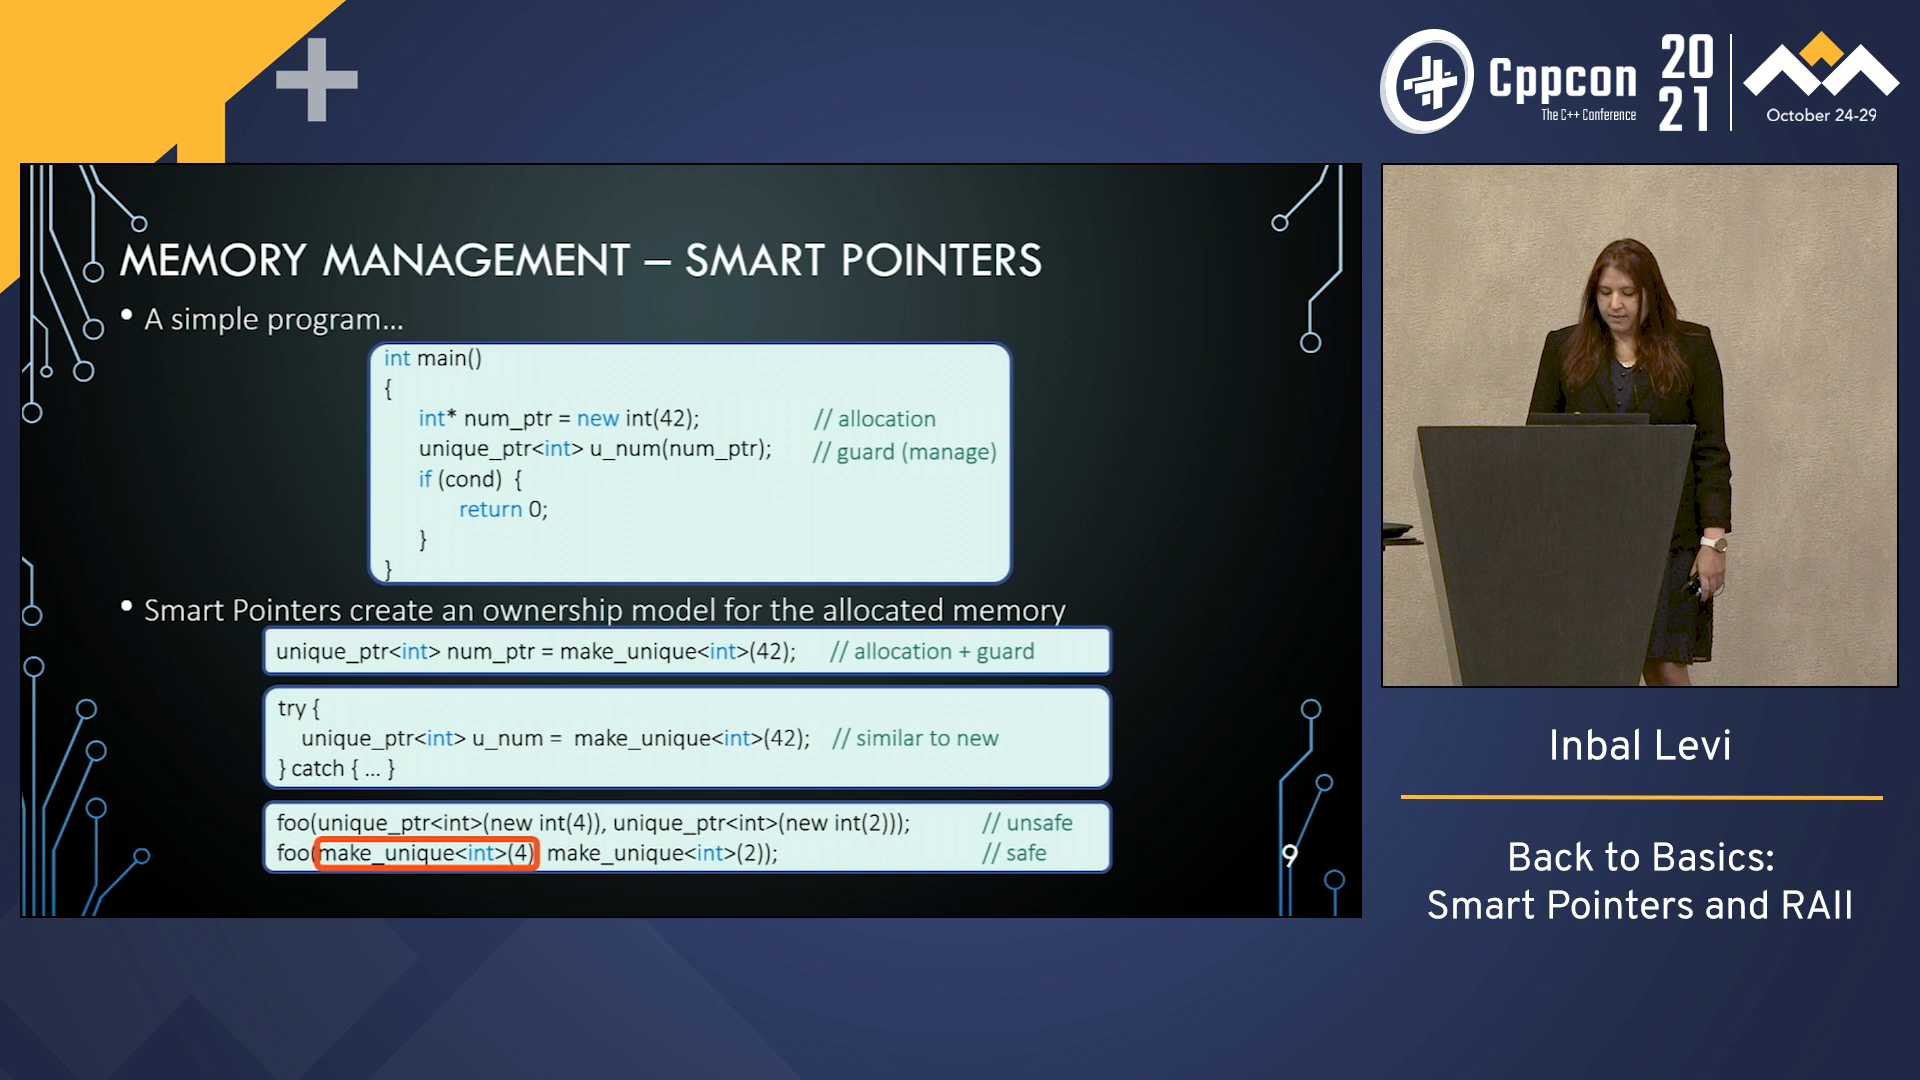 Cppcon
The C++ Conference
20
21
October 24-29
MEMORY MANAGEMENT – SMART POINTERS
• A simple program...
int main()
{
int* num_ptr = new int(42); // allocation
unique_ptr<int> u_num(num_ptr); // guard (manage)
if (cond) {
return 0;
}
}
• Smart Pointers create an ownership model for the allocated memory
unique_ptr<int> num_ptr = make_unique<int>(42); // allocation + guard
try {
unique_ptr<int> u_num = make_unique<int>(42); // similar to new
} catch { ... }
foo(unique_ptr<int>(new int(4)), unique_ptr<int>(new int(2))); // unsafe
foo(make_unique<int>(4) make_unique<int>(2)); // safe
9
Inbal Levi
Back to Basics:
Smart Pointers and RAII